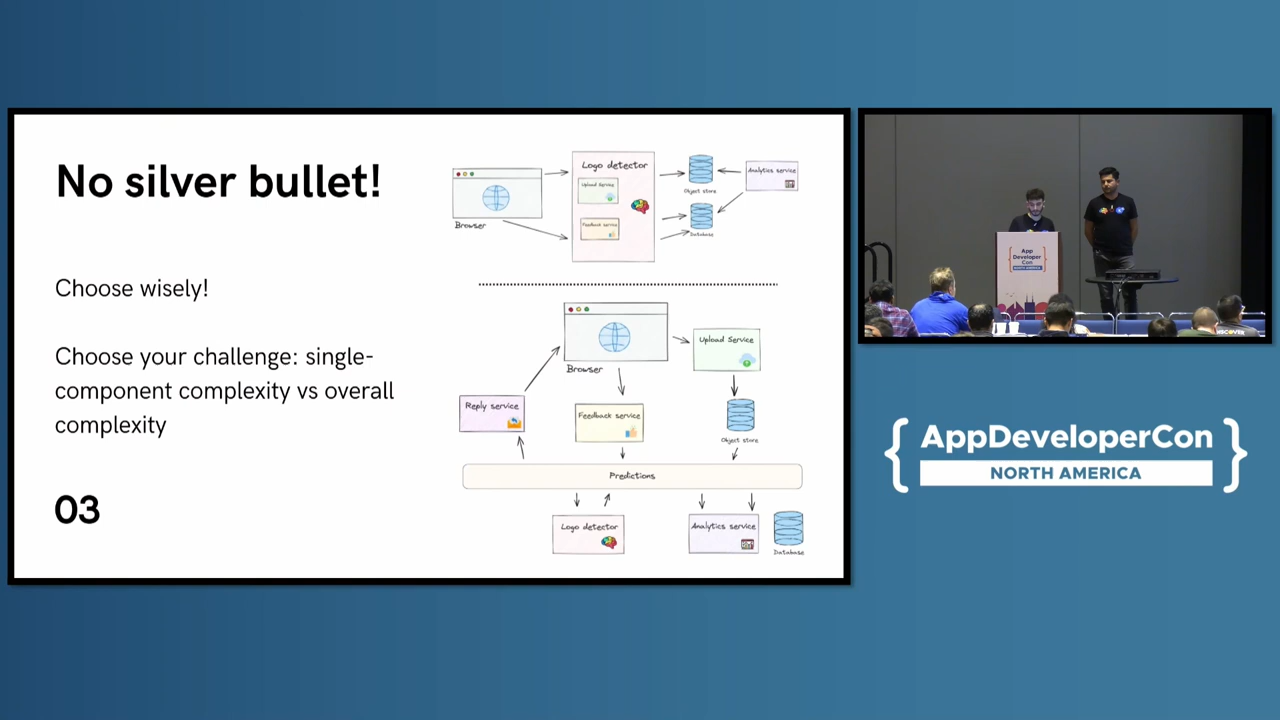 No silver bullet!
Choose wisely!
Choose your challenge: single-
component complexity vs overall
complexity
03
Logo detector
Upload Service
Feedback service
Browser
Object store
Database
Analytics service
Browser
Upload Service
Reply service
Feedback service
Object store
Predictions
Logo detector
Analytics service
Database
App
Developer
Con
NORTH AMERICA
DISCOVER
{ AppDeveloperCon }
NORTH AMERICA